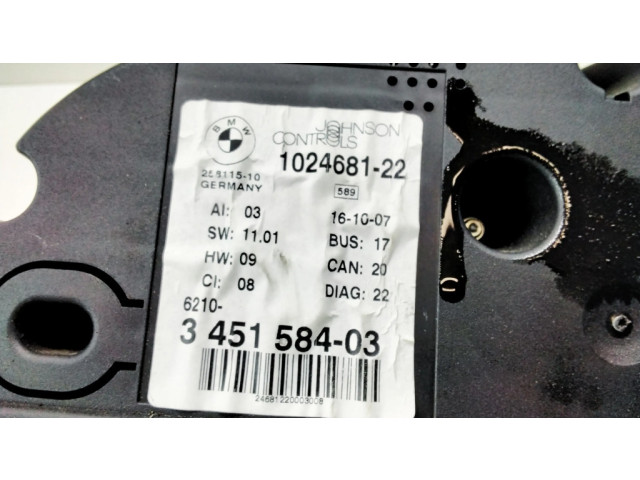 BMW
JOHNSON
CONTROLS
1024681-22
GERMANY
589
AI: 03
16-10-07
SW: 11.01
BUS: 17
HW: 09
CAN: 20
CI: 08
DIAG: 22
6210-
3 451 584-03
24681220003008